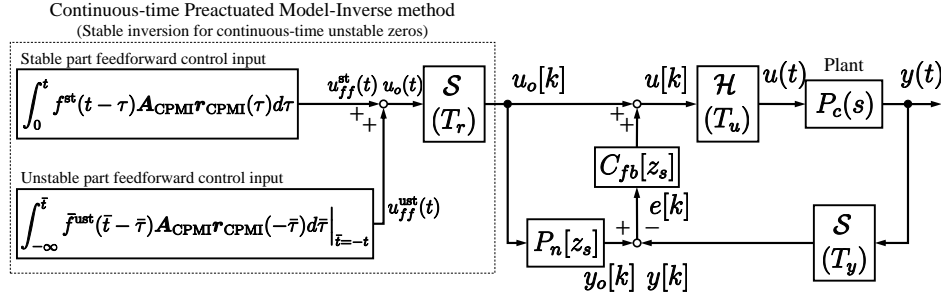 Continuous-time Preactuated Model-Inverse method
(Stable inversion for continuous-time unstable zeros)
Stable part feedforward control input
∫₀ᵗ fˢᵗ(t − τ)A_CPMI r_CPMI(τ)dτ
u_ff^st(t) u_o(t)
+
+
S
(T_r)
u_o[k]
+
+
u[k]
H
(T_u)
u(t)
Plant
P_c(s)
y(t)
C_fb[z_s]
e[k]
Unstable part feedforward control input
∫_{−∞}^{t̄} f̄^ust(t̄ − τ̄)A_CPMI r_CPMI(−τ̄)dτ̄|_{t̄=−t}
u_ff^ust(t)
P_n[z_s]
+
−
y_o[k] y[k]
S
(T_y)